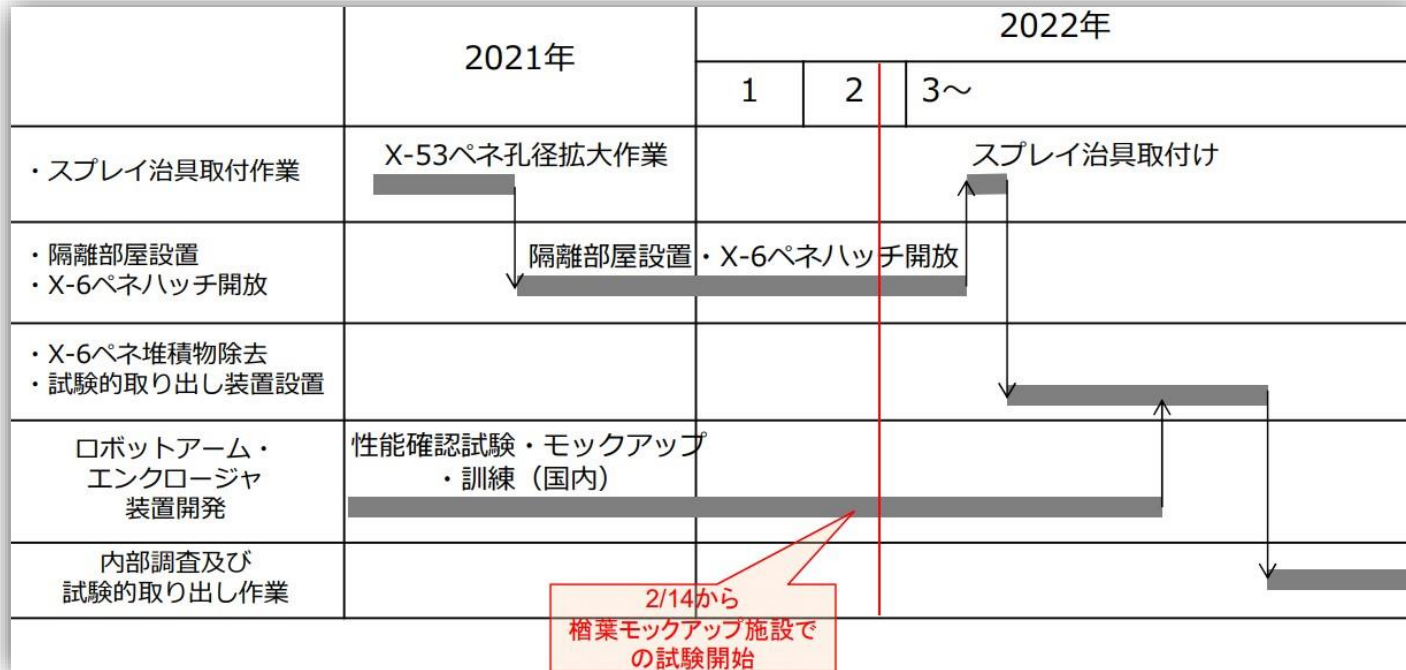 2021年
2022年
1
2
3～
・スプレイ治具取付作業
X-53ペネ孔径拡大作業
スプレイ治具取付け
・隔離部屋設置
・X-6ペネハッチ開放
隔離部屋設置・X-6ペネハッチ開放
・X-6ペネ堆積物除去
・試験的取り出し装置設置
ロボットアーム・
エンクロージャ
装置開発
性能確認試験・モックアップ
・訓練（国内）
内部調査及び
試験的取り出し作業
2/14から
楢葉モックアップ施設で
の試験開始